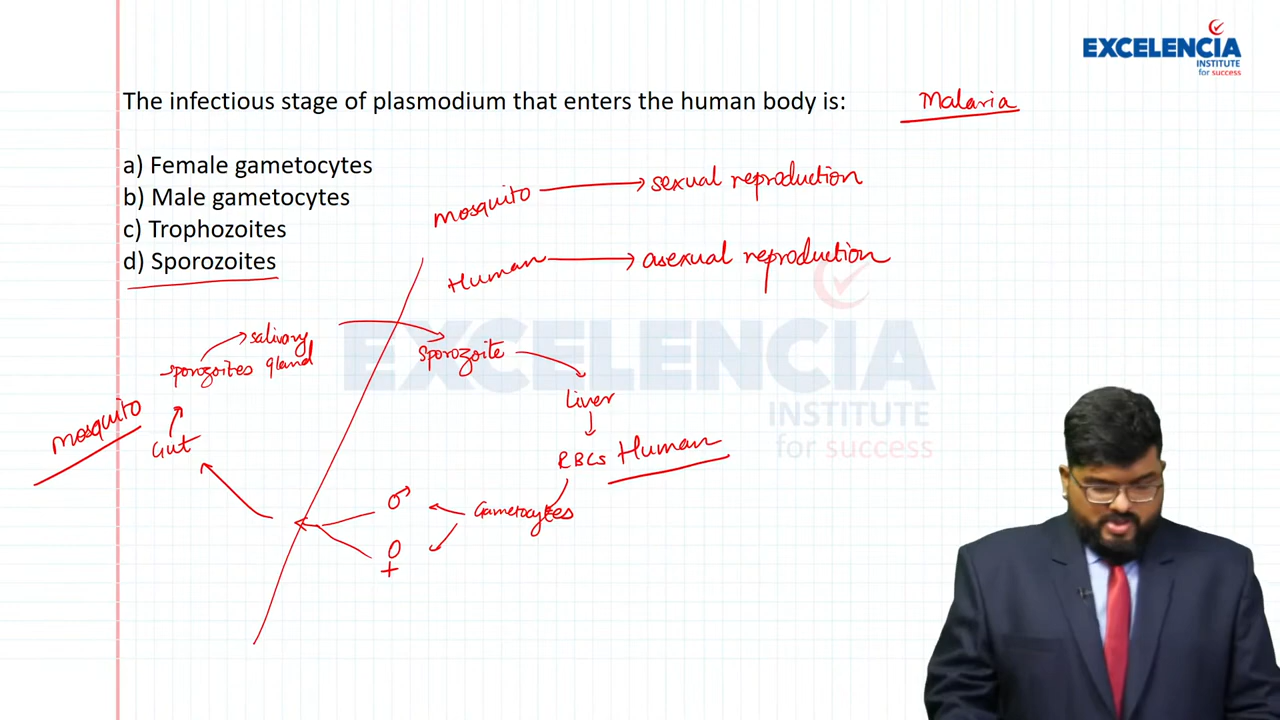 EXCELENCIA
INSTITUTE
for success
The infectious stage of plasmodium that enters the human body is:
Malaria
a) Female gametocytes
b) Male gametocytes
c) Trophozoites
d) Sporozoites
Mosquito → sexual reproduction
Human → asexual reproduction
salivary
sporozoites gland
Sporozoite
Liver
Mosquito
Gut
RBCs Human
♂
Gametocytes
♀
EXCELENCIA
INSTITUTE
for success